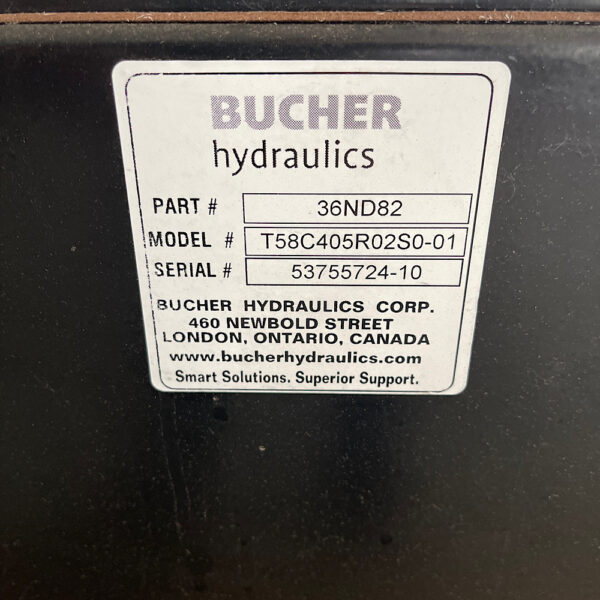 BUCHER
hydraulics
PART # 36ND82
MODEL # T58C405R02S0-01
SERIAL # 53755724-10
BUCHER HYDRAULICS CORP.
460 NEWBOLD STREET
LONDON, ONTARIO, CANADA
www.bucherhydraulics.com
Smart Solutions. Superior Support.